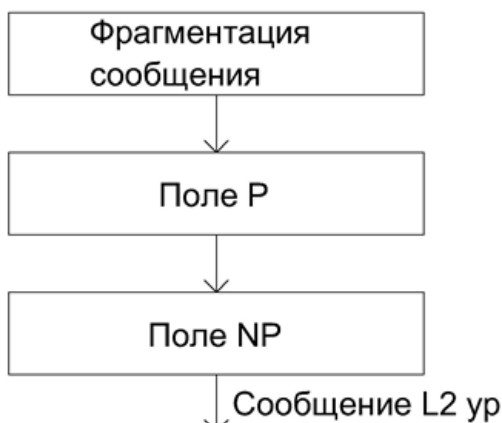 Фрагментация
сообщения
Поле P
Поле NP
Сообщение L2 ур